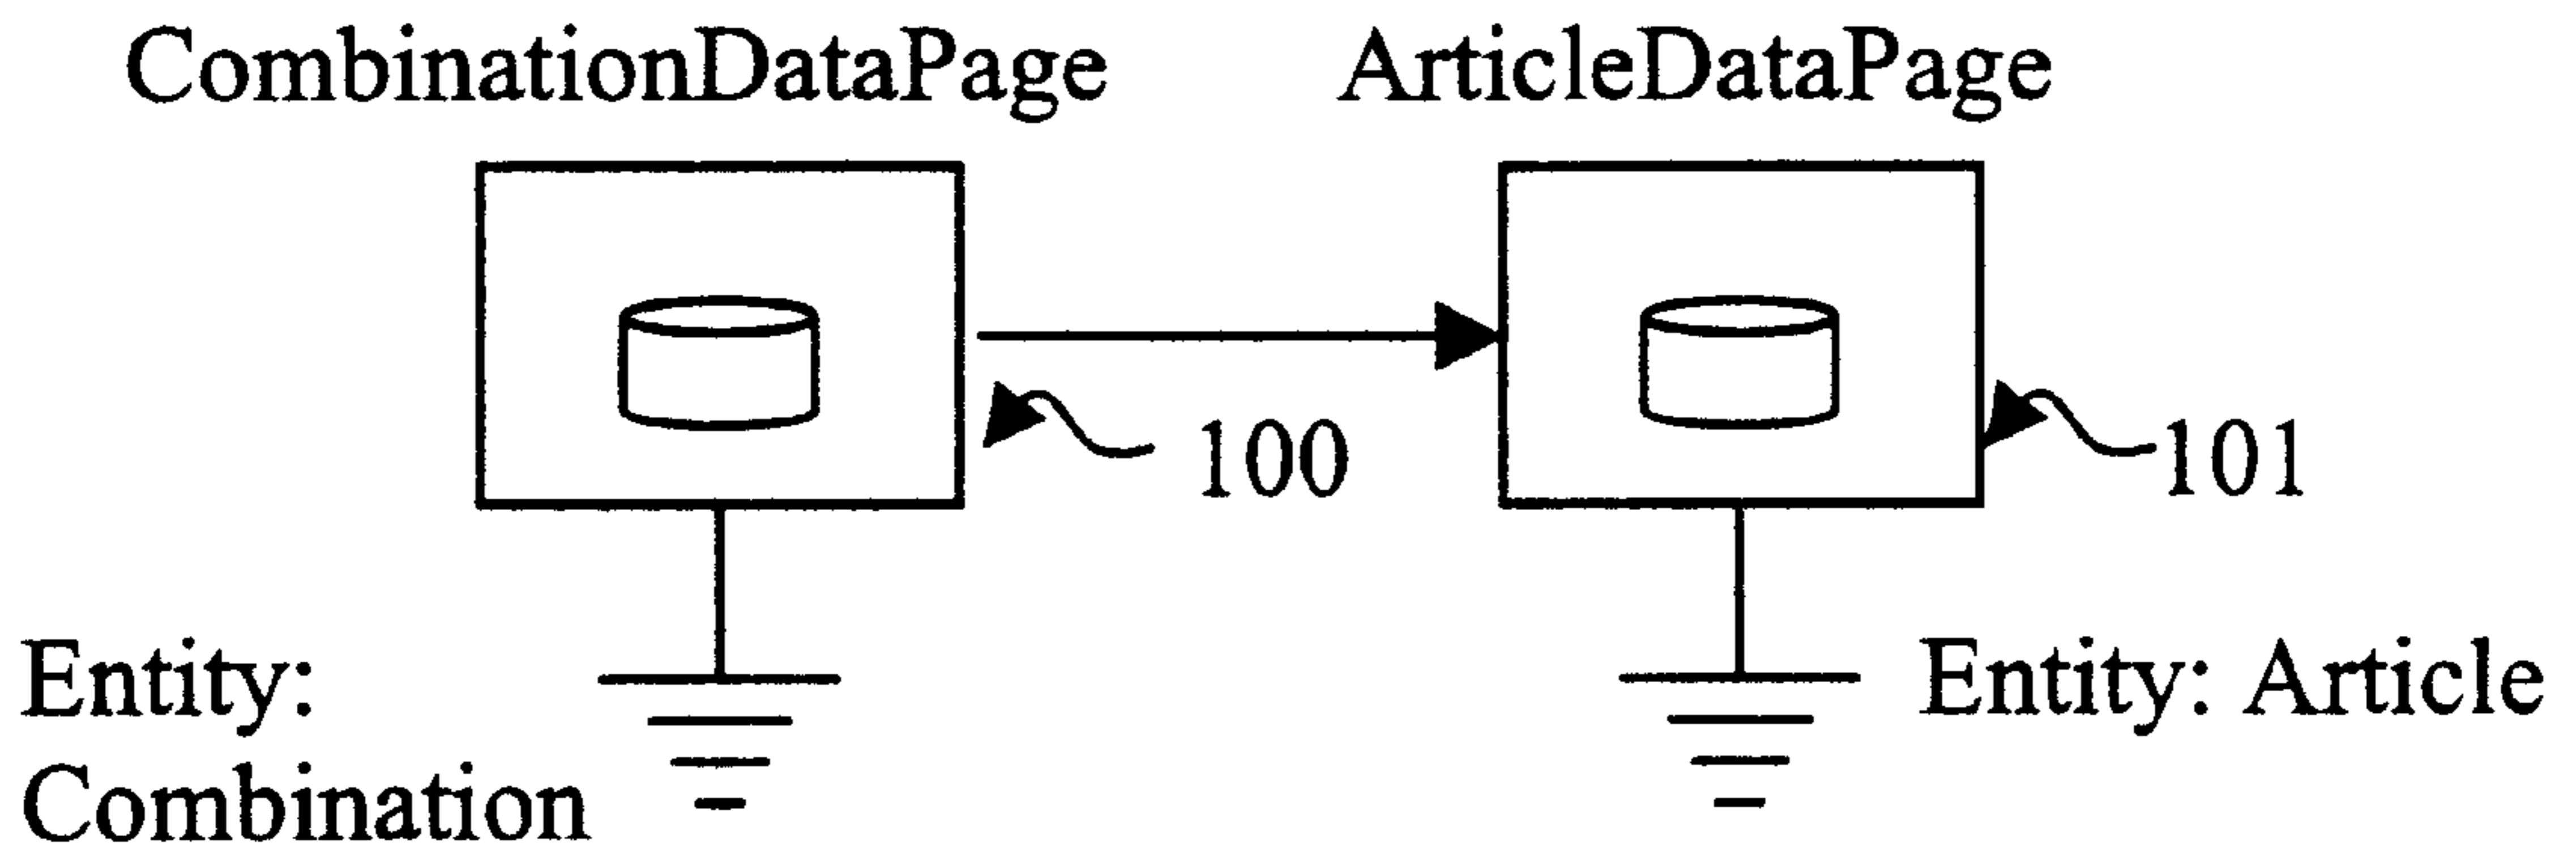 CombinationDataPage
ArticleDataPage
100
101
Entity:
Combination
Entity: Article